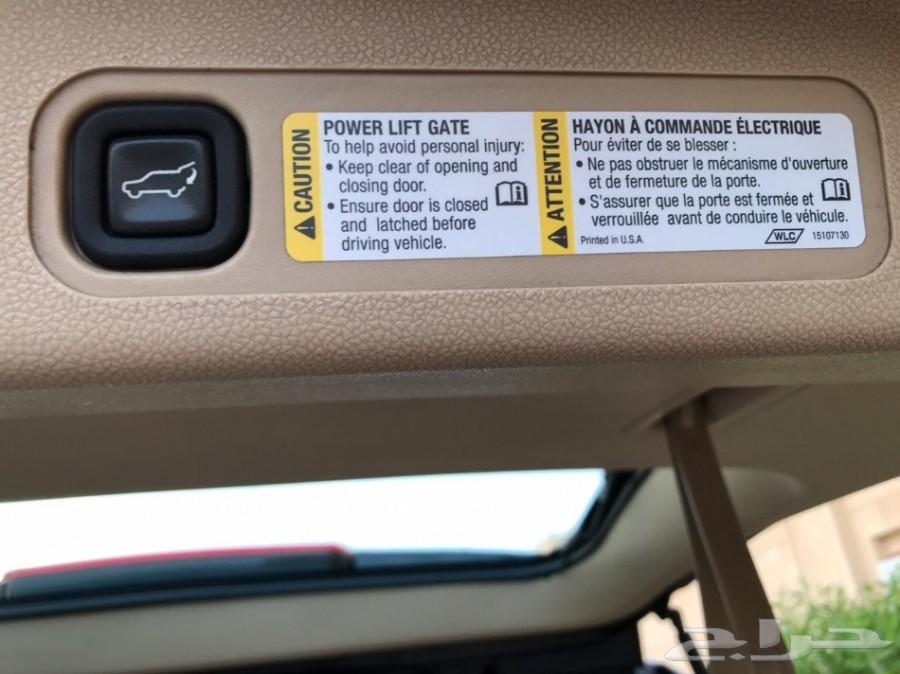 CAUTION
POWER LIFT GATE
To help avoid personal injury:
• Keep clear of opening and
closing door.
• Ensure door is closed
and latched before
driving vehicle.
ATTENTION
HAYON À COMMANDE ÉLECTRIQUE
Pour éviter de se blesser :
• Ne pas obstruer le mécanisme d'ouverture
et de fermeture de la porte.
• S'assurer que la porte est fermée et
verrouillée avant de conduire le véhicule.
Printed in U.S.A.
WLC
15107130
حراج